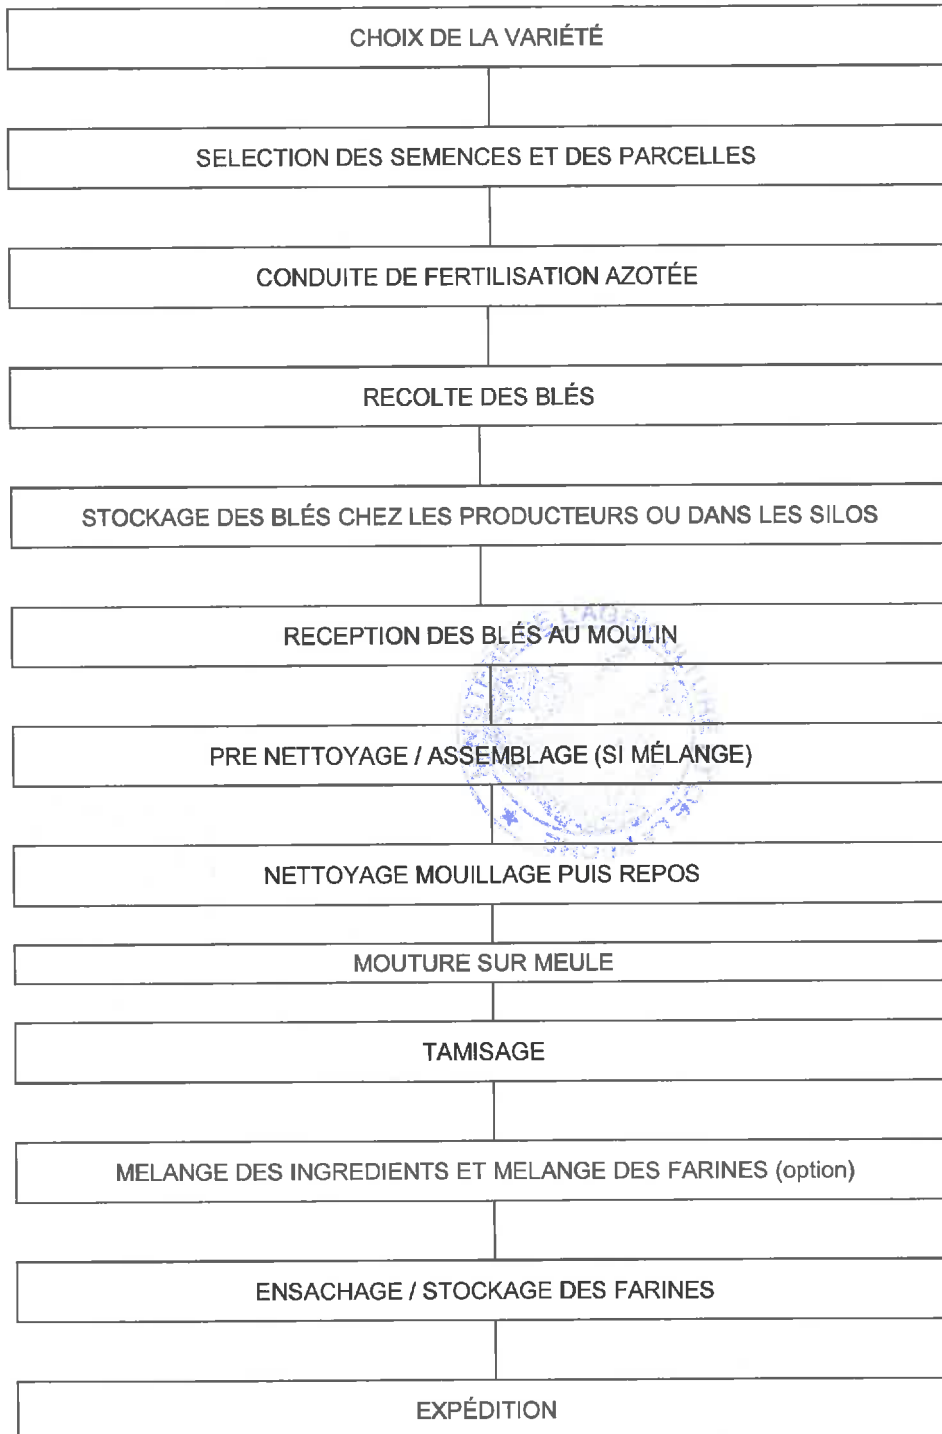 CHOIX DE LA VARIÉTÉ
SELECTION DES SEMENCES ET DES PARCELLES
CONDUITE DE FERTILISATION AZOTÉE
RECOLTE DES BLÉS
STOCKAGE DES BLÉS CHEZ LES PRODUCTEURS OU DANS LES SILOS
RECEPTION DES BLÉS AU MOULIN
PRE NETTOYAGE / ASSEMBLAGE (SI MÉLANGE)
NETTOYAGE MOUILLAGE PUIS REPOS
MOUTURE SUR MEULE
TAMISAGE
MELANGE DES INGREDIENTS ET MELANGE DES FARINES (option)
ENSACHAGE / STOCKAGE DES FARINES
EXPÉDITION